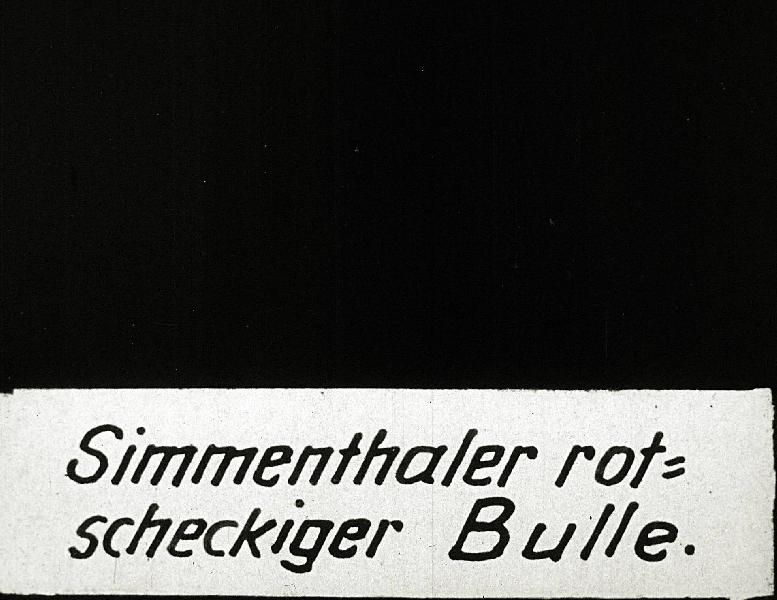 Simmenthaler rot=
scheckiger Bulle.